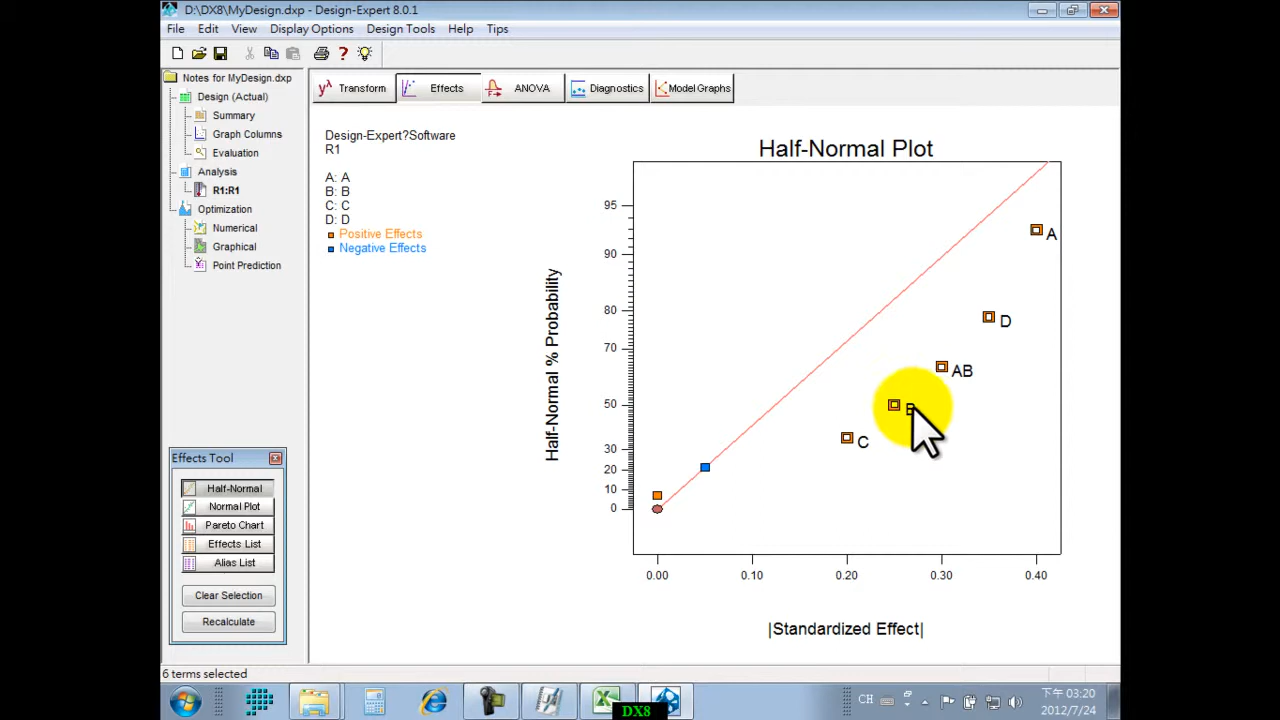 D:\DX8\MyDesign.dxp - Design-Expert 8.0.1
File Edit View Display Options Design Tools Help Tips
Notes for MyDesign.dxp
Design (Actual)
Summary
Graph Columns
Evaluation
Analysis
R1:R1
Optimization
Numerical
Graphical
Point Prediction
Transform Effects ANOVA Diagnostics Model Graphs
Design-Expert?Software
R1
A: A
B: B
C: C
D: D
Positive Effects
Negative Effects
Half-Normal Plot
Half-Normal % Probability
95
90
80
70
50
30
20
10
0
A
D
AB
B
C
0.00 0.10 0.20 0.30 0.40
|Standardized Effect|
Effects Tool
Half-Normal
Normal Plot
Pareto Chart
Effects List
Alias List
Clear Selection
Recalculate
6 terms selected
CH
下午 03:20
2012/7/24
DX8